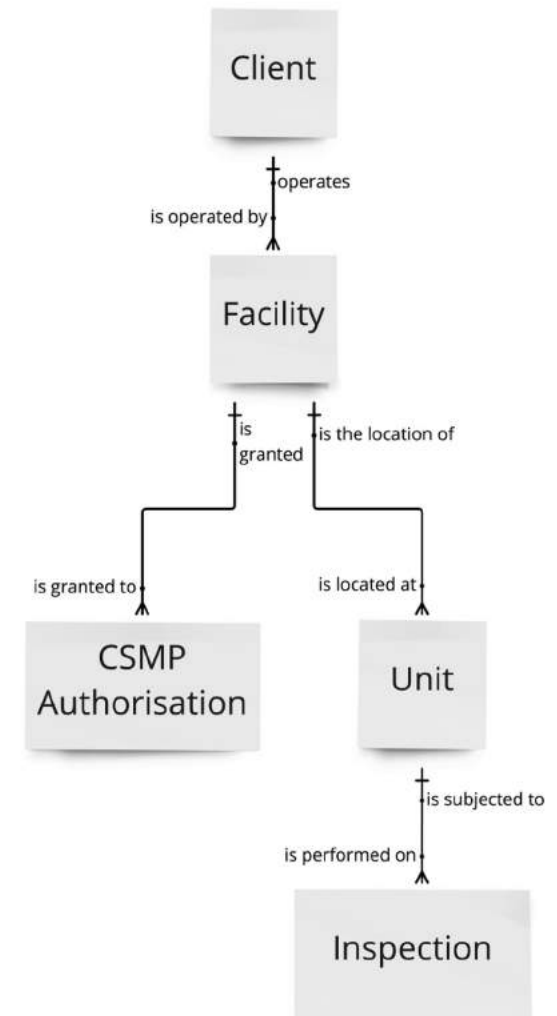 Client
operates
is operated by
Facility
is
granted
is the location of
is granted to
is located at
CSMP
Authorisation
Unit
is subjected to
is performed on
Inspection